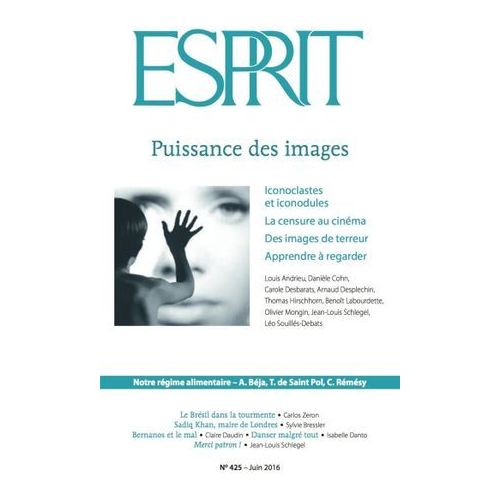 ESPRIT
Puissance des images
Iconoclastes
et iconodules
La censure au cinéma
Des images de terreur
Apprendre à regarder
Louis Andrieu, Danièle Cohn,
Carole Desbarats, Arnaud Desplechin,
Thomas Hirschhorn, Benoît Labourdette,
Olivier Mongin, Jean-Louis Schlegel,
Léo Souillés-Debats
Notre régime alimentaire – A. Béja, T. de Saint Pol, C. Rémésy
Le Brésil dans la tourmente • Carlos Zeron
Sadiq Khan, maire de Londres • Sylvie Bressler
Bernanos et le mal • Claire Daudin • Danser malgré tout • Isabelle Danto
Merci patron ! • Jean-Louis Schlegel
N° 425 – Juin 2016